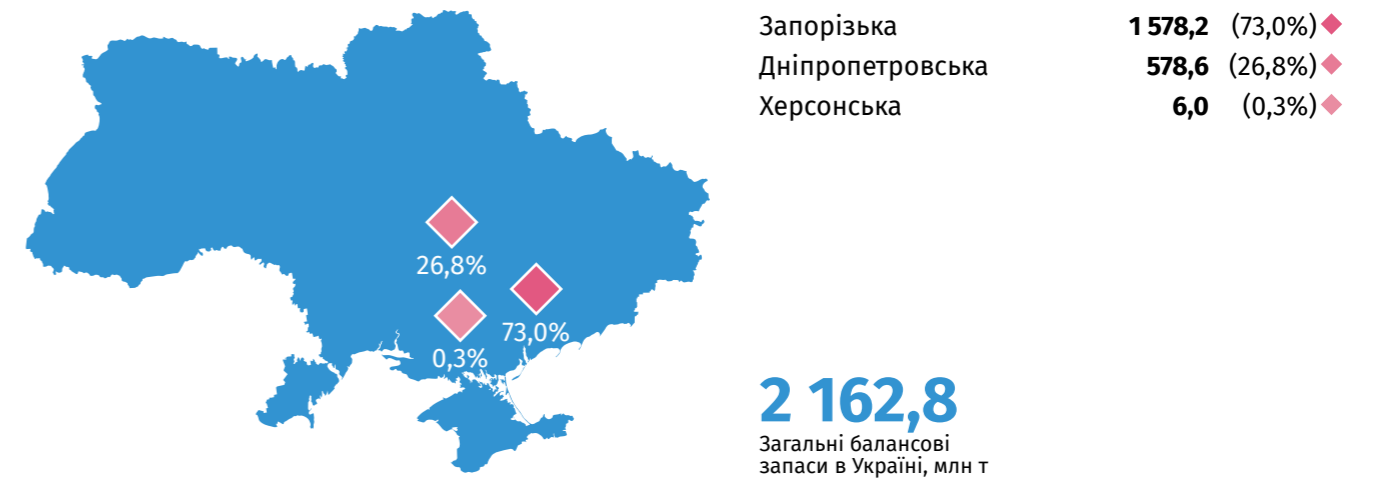 Запорізька 1 578,2 (73,0%)
Дніпропетровська 578,6 (26,8%)
Херсонська 6,0 (0,3%)
26,8%
73,0%
0,3%
2 162,8
Загальні балансові
запаси в Україні, млн т